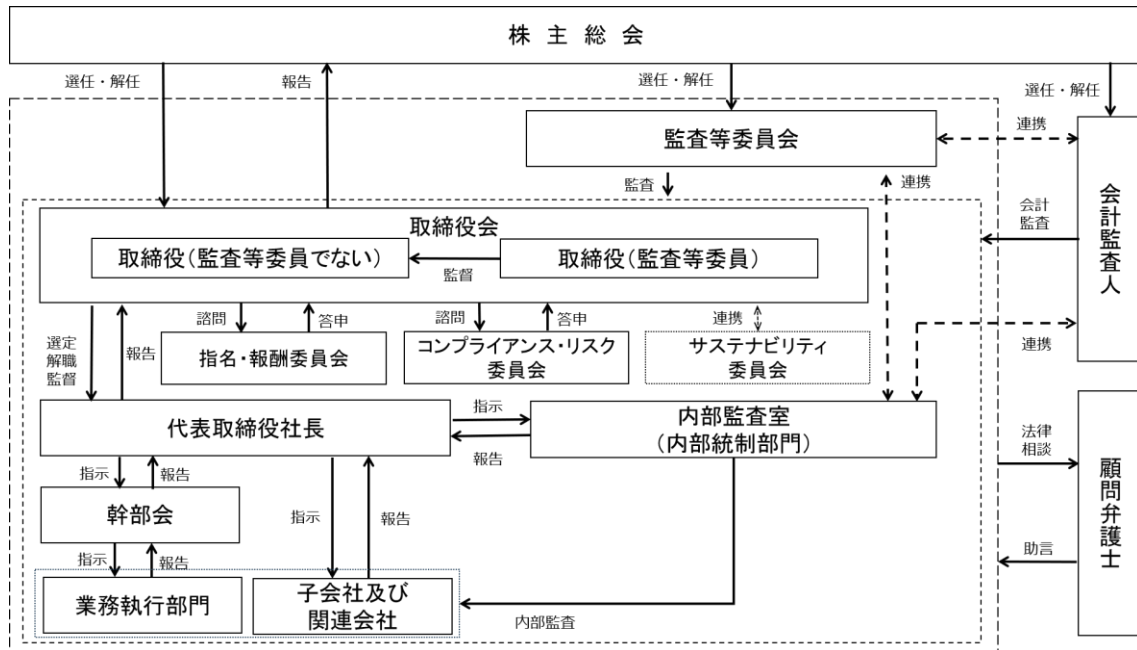 株主総会
選任・解任
報告
選任・解任
選任・解任
監査等委員会
連携
監査
連携
会計監査人
会計
監査
取締役会
取締役（監査等委員でない）
監督
取締役（監査等委員）
諮問
答申
諮問
答申
連携
連携
選定
解職
監督
報告
指名・報酬委員会
コンプライアンス・リスク
委員会
サステナビリティ
委員会
代表取締役社長
指示
報告
内部監査室
（内部統制部門）
法律
相談
顧問弁護士
助言
指示
報告
幹部会
指示
報告
指示
報告
業務執行部門
子会社及び
関連会社
内部監査